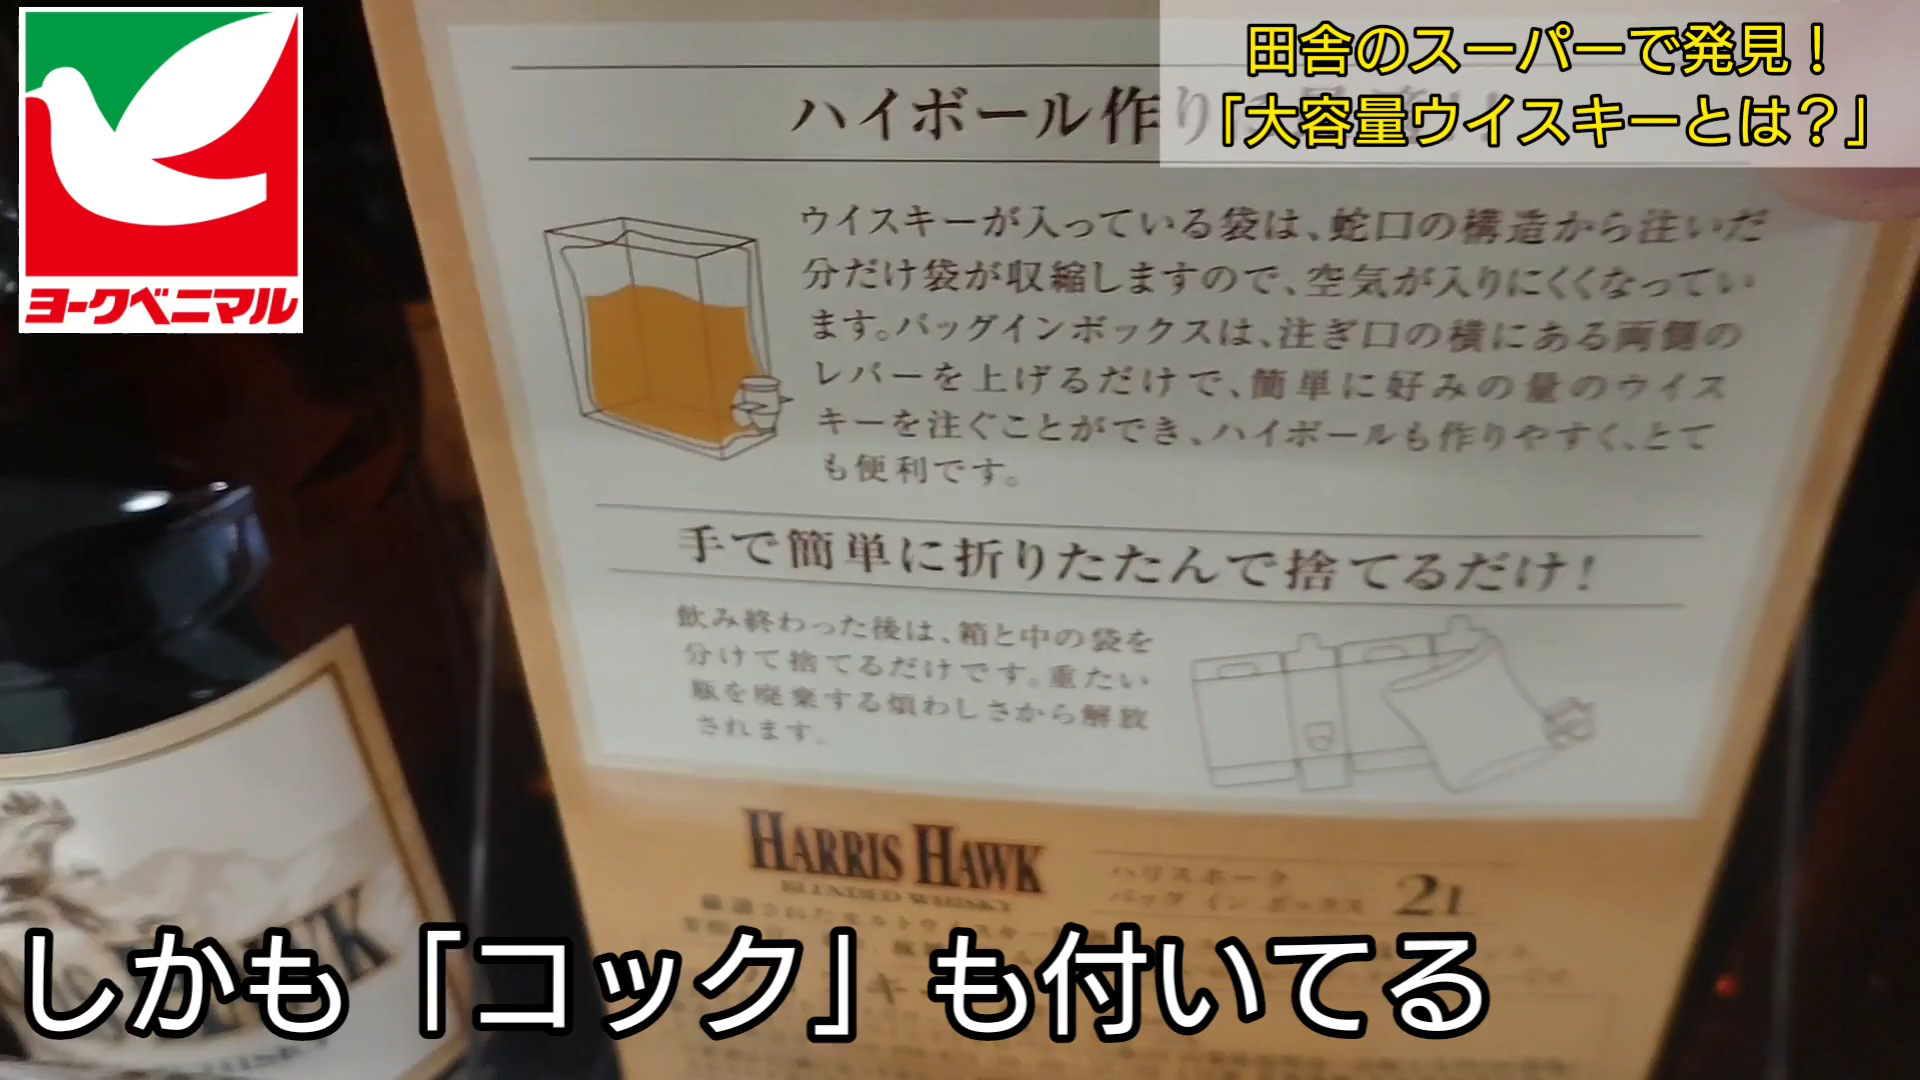 田舎のスーパーで発見！
「大容量ウイスキーとは？」
ヨークベニマル
ハイボール作り
ウイスキーが入っている袋は、蛇口の構造から注いだ
分だけ袋が収縮しますので、空気が入りにくくなってい
ます。バッグインボックスは、注ぎ口の横にある両側の
レバーを上げるだけで、簡単に好みの量のウイス
キーを注ぐことができ、ハイボールも作りやすく、とて
も便利です。
手で簡単に折りたたんで捨てるだけ！
飲み終わった後は、箱と中の袋を
分けて捨てるだけです。重たい
瓶を廃棄する煩わしさから解放
されます。
HARRIS HAWK
BLENDED WHISKY
ハリスホーク
バッグ イン ボックス 2L
しかも「コック」も付いてる